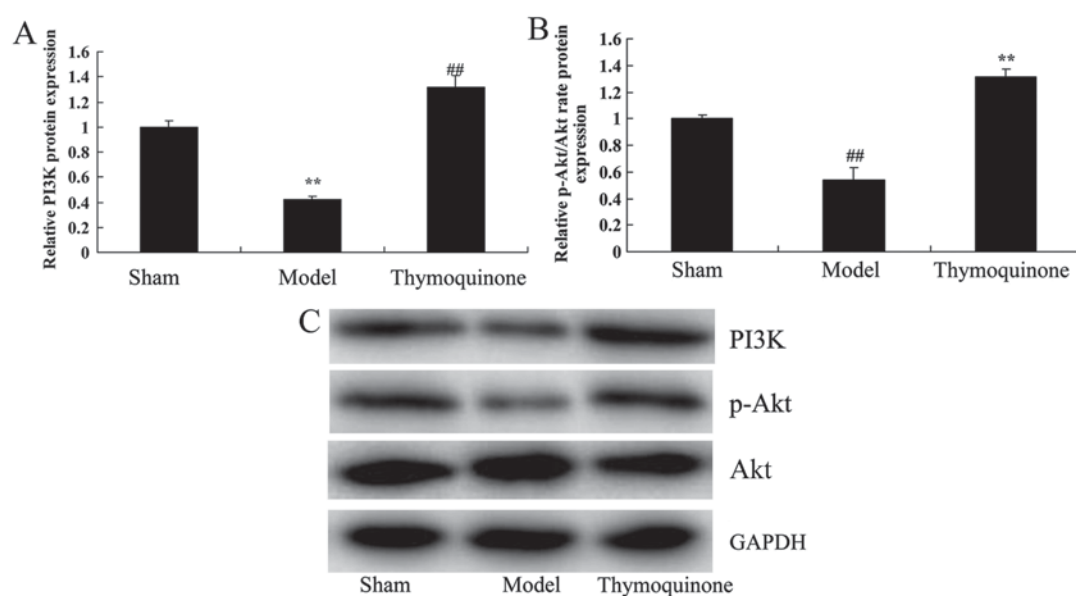 A
Relative PI3K protein expression
1.6
1.4
1.2
1
0.8
0.6
0.4
0.2
0
**
##
Sham Model Thymoquinone
B
Relative p-Akt/Akt rate protein
expression
1.6
1.4
1.2
1
0.8
0.6
0.4
0.2
0
##
**
Sham Model Thymoquinone
C
PI3K
p-Akt
Akt
GAPDH
Sham Model Thymoquinone